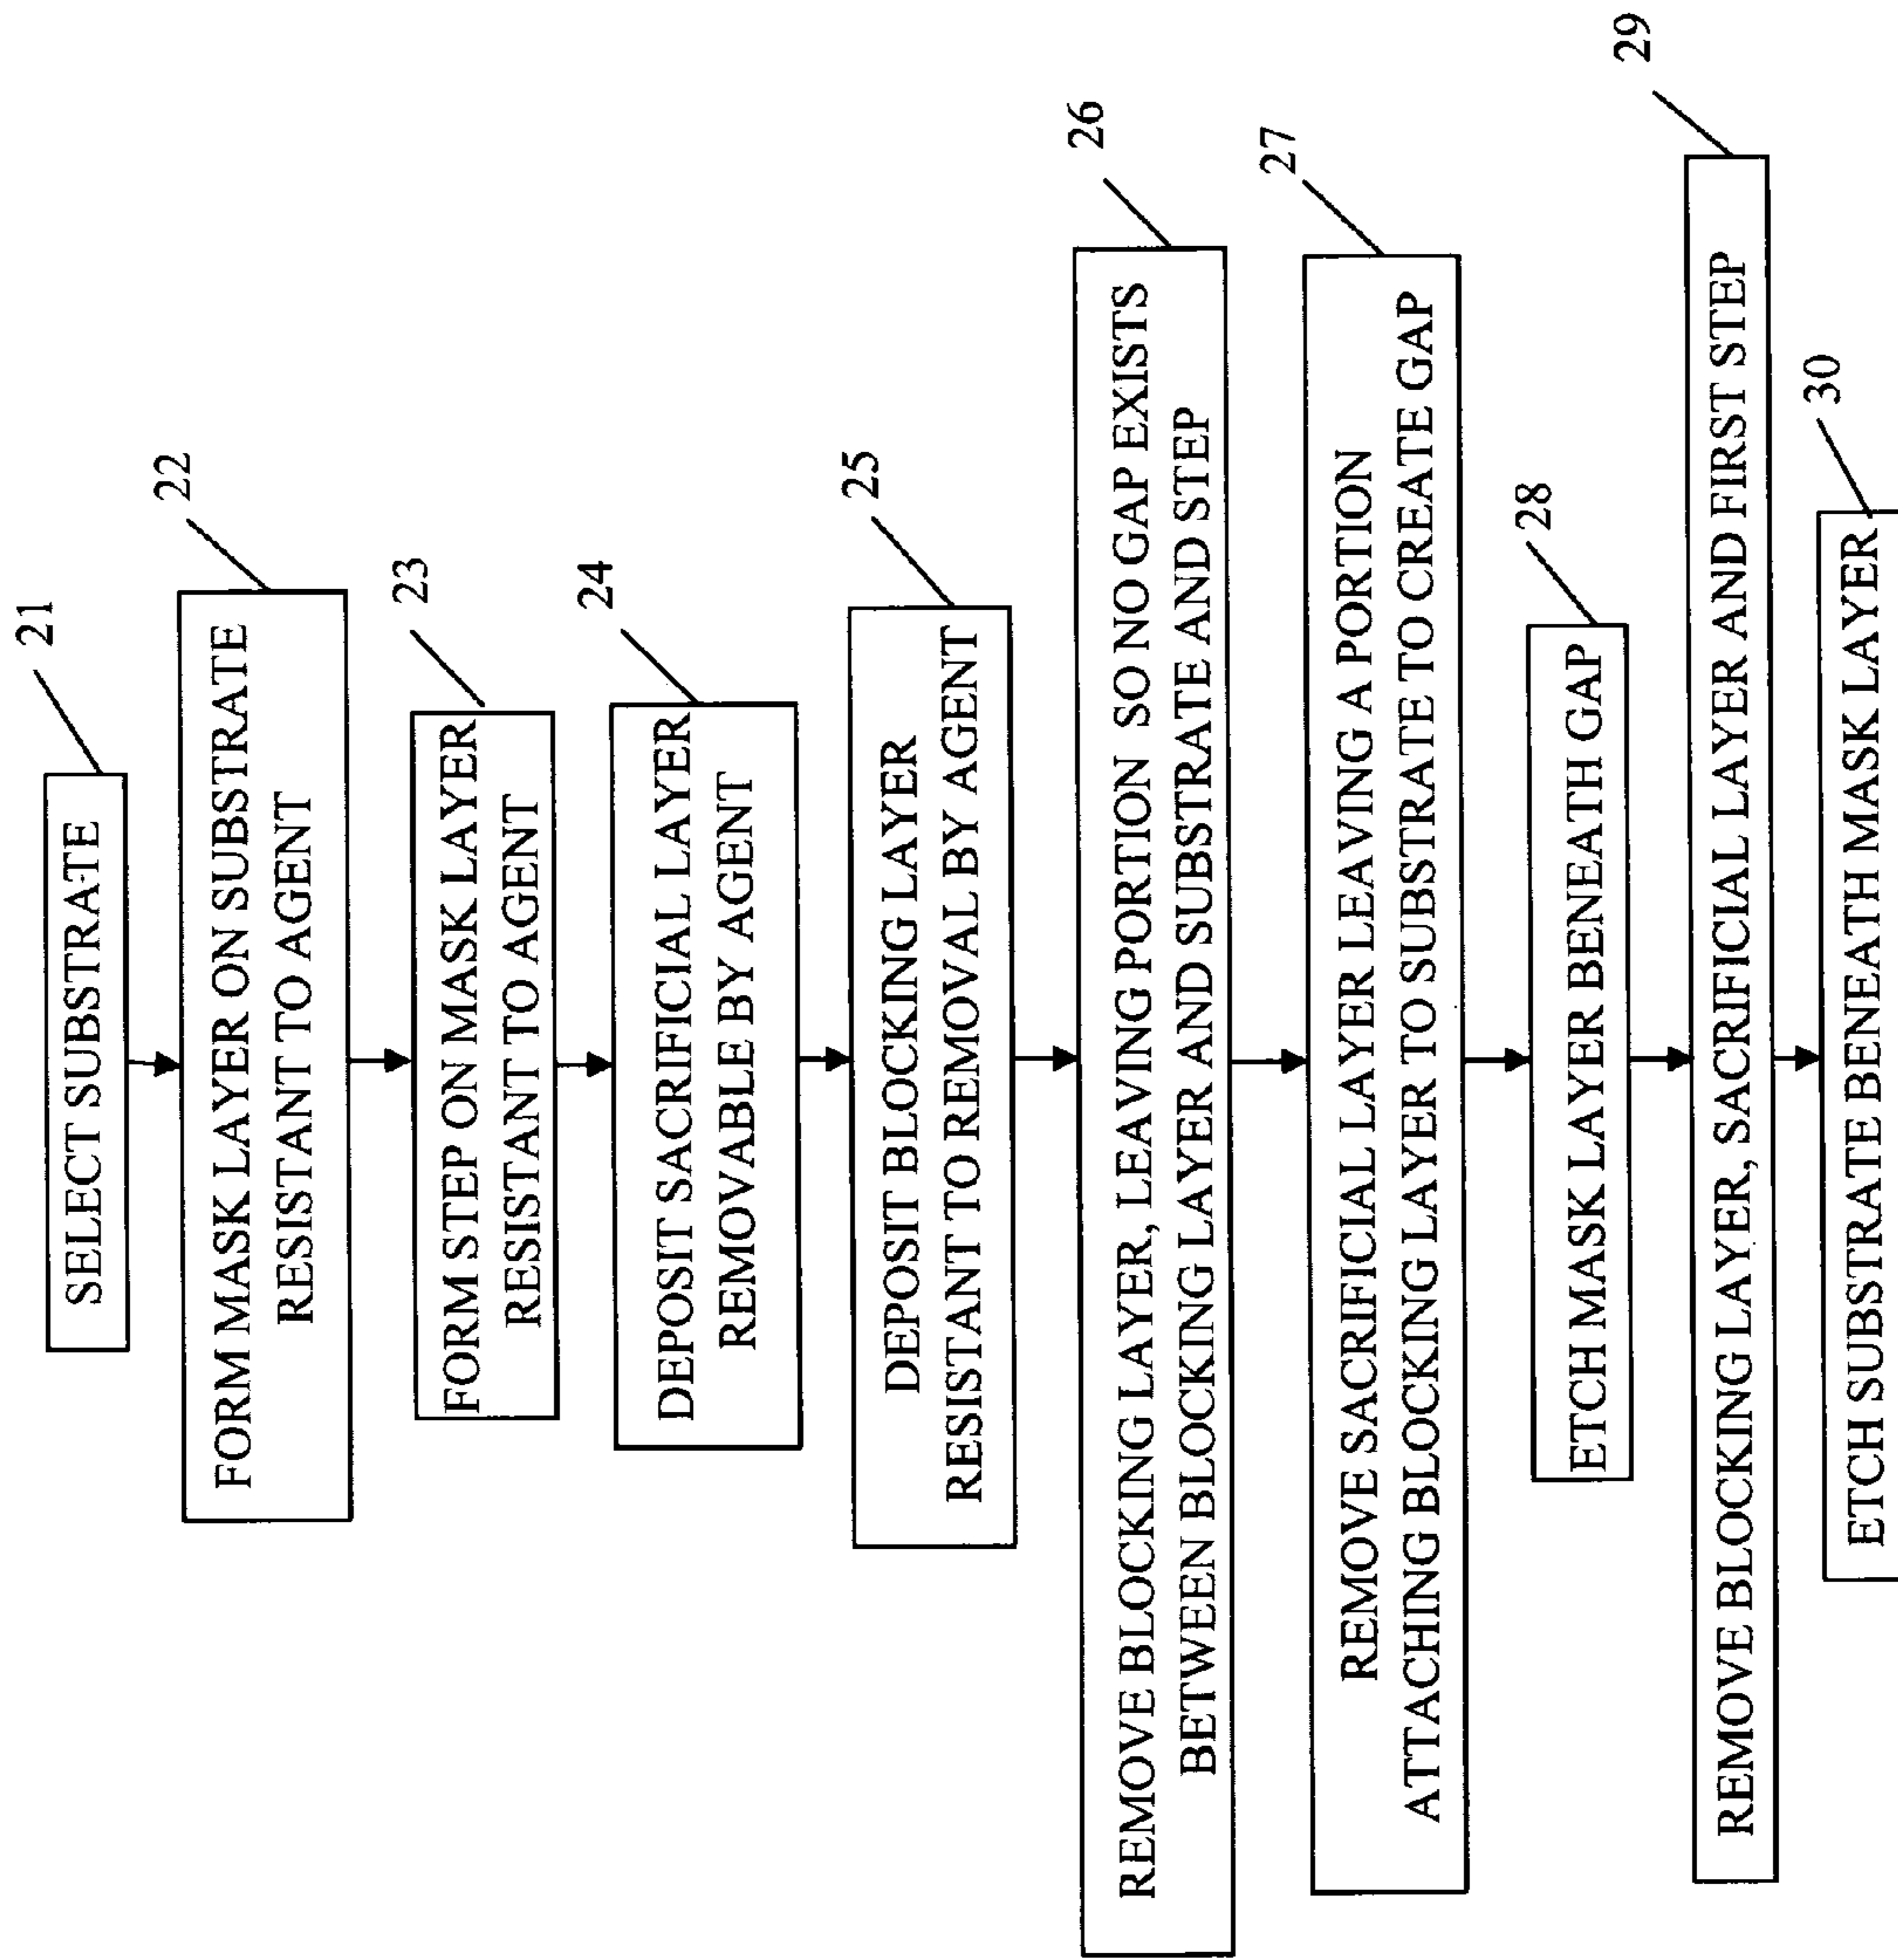 SELECT SUBSTRATE
21
FORM MASK LAYER ON SUBSTRATE
RESISTANT TO AGENT
22
FORM STEP ON MASK LAYER
RESISTANT TO AGENT
23
DEPOSIT SACRIFICIAL LAYER
REMOVABLE BY AGENT
24
DEPOSIT BLOCKING LAYER
RESISTANT TO REMOVAL BY AGENT
25
REMOVE BLOCKING LAYER, LEAVING PORTION SO NO GAP EXISTS
BETWEEN BLOCKING LAYER AND SUBSTRATE AND STEP
26
REMOVE SACRIFICIAL LAYER LEAVING A PORTION
ATTACHING BLOCKING LAYER TO SUBSTRATE TO CREATE GAP
27
ETCH MASK LAYER BENEATH GAP
28
REMOVE BLOCKING LAYER, SACRIFICIAL LAYER AND FIRST STEP
29
ETCH SUBSTRATE BENEATH MASK LAYER
30